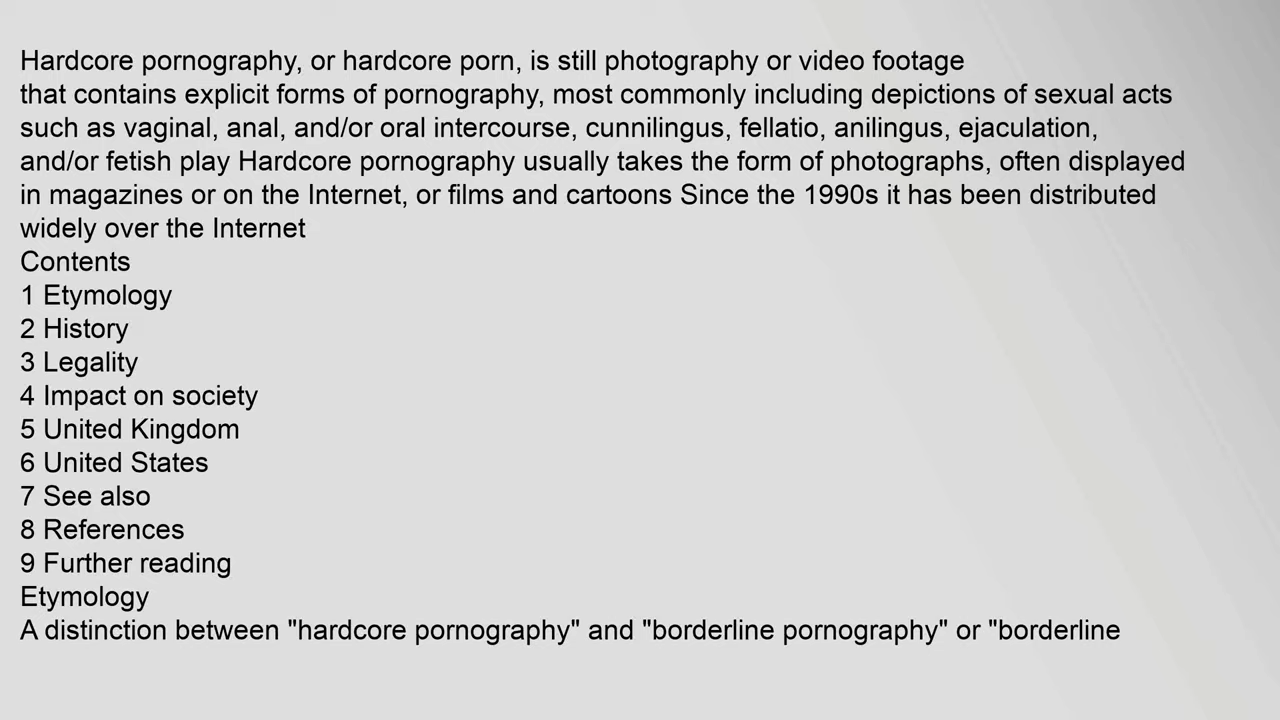 Hardcore pornography, or hardcore porn, is still photography or video footage
that contains explicit forms of pornography, most commonly including depictions of sexual acts
such as vaginal, anal, and/or oral intercourse, cunnilingus, fellatio, anilingus, ejaculation,
and/or fetish play Hardcore pornography usually takes the form of photographs, often displayed
in magazines or on the Internet, or films and cartoons Since the 1990s it has been distributed
widely over the Internet
Contents
1 Etymology
2 History
3 Legality
4 Impact on society
5 United Kingdom
6 United States
7 See also
8 References
9 Further reading
Etymology
A distinction between "hardcore pornography" and "borderline pornography" or "borderline